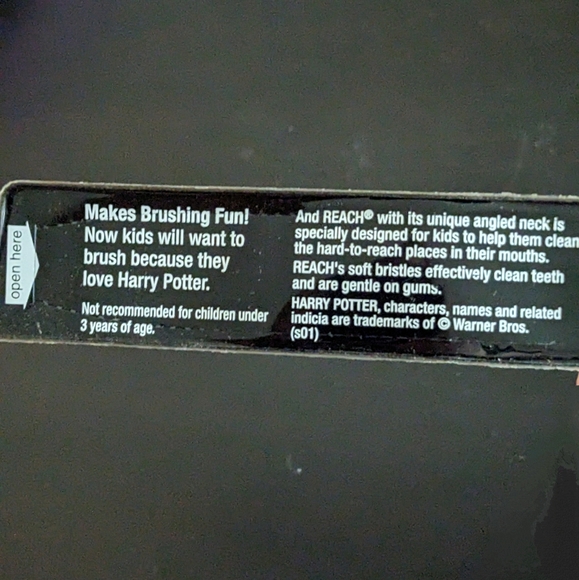 open here
Makes Brushing Fun!
Now kids will want to
brush because they
love Harry Potter.
Not recommended for children under
3 years of age.
And REACH® with its unique angled neck is
specially designed for kids to help them clean
the hard-to-reach places in their mouths.
REACH's soft bristles effectively clean teeth
and are gentle on gums.
HARRY POTTER, characters, names and related
indicia are trademarks of © Warner Bros.
(s01)